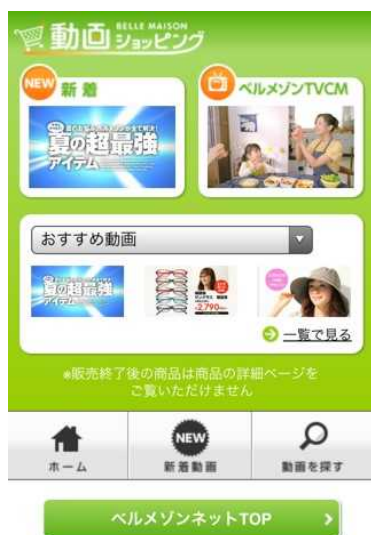 BELLE MAISON
動画ショッピング
NEW 新着
ベルメゾンTVCM
夏の超最強
アイテム
おすすめ動画
夏の超最強
アイテム
2,790
一覧で見る
※販売終了後の商品は商品の詳細ページを
ご覧いただけません
ホーム
NEW
新着動画
動画を探す
ベルメゾンネットTOP